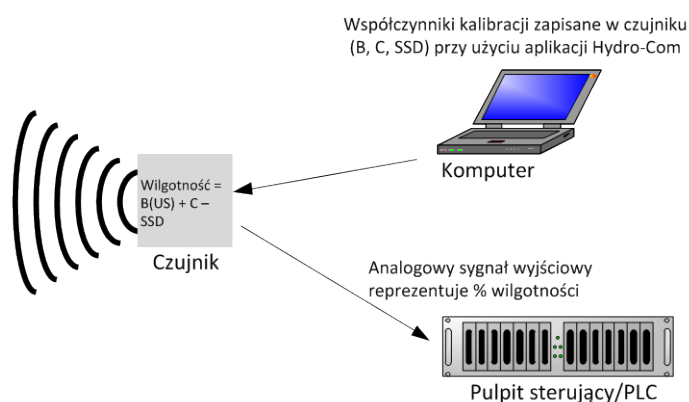 Współczynniki kalibracji zapisane w czujniku
(B, C, SSD) przy użyciu aplikacji Hydro-Com
Komputer
Wilgotność =
B(US) + C –
SSD
Czujnik
Analogowy sygnał wyjściowy
reprezentuje % wilgotności
Pulpit sterujący/PLC